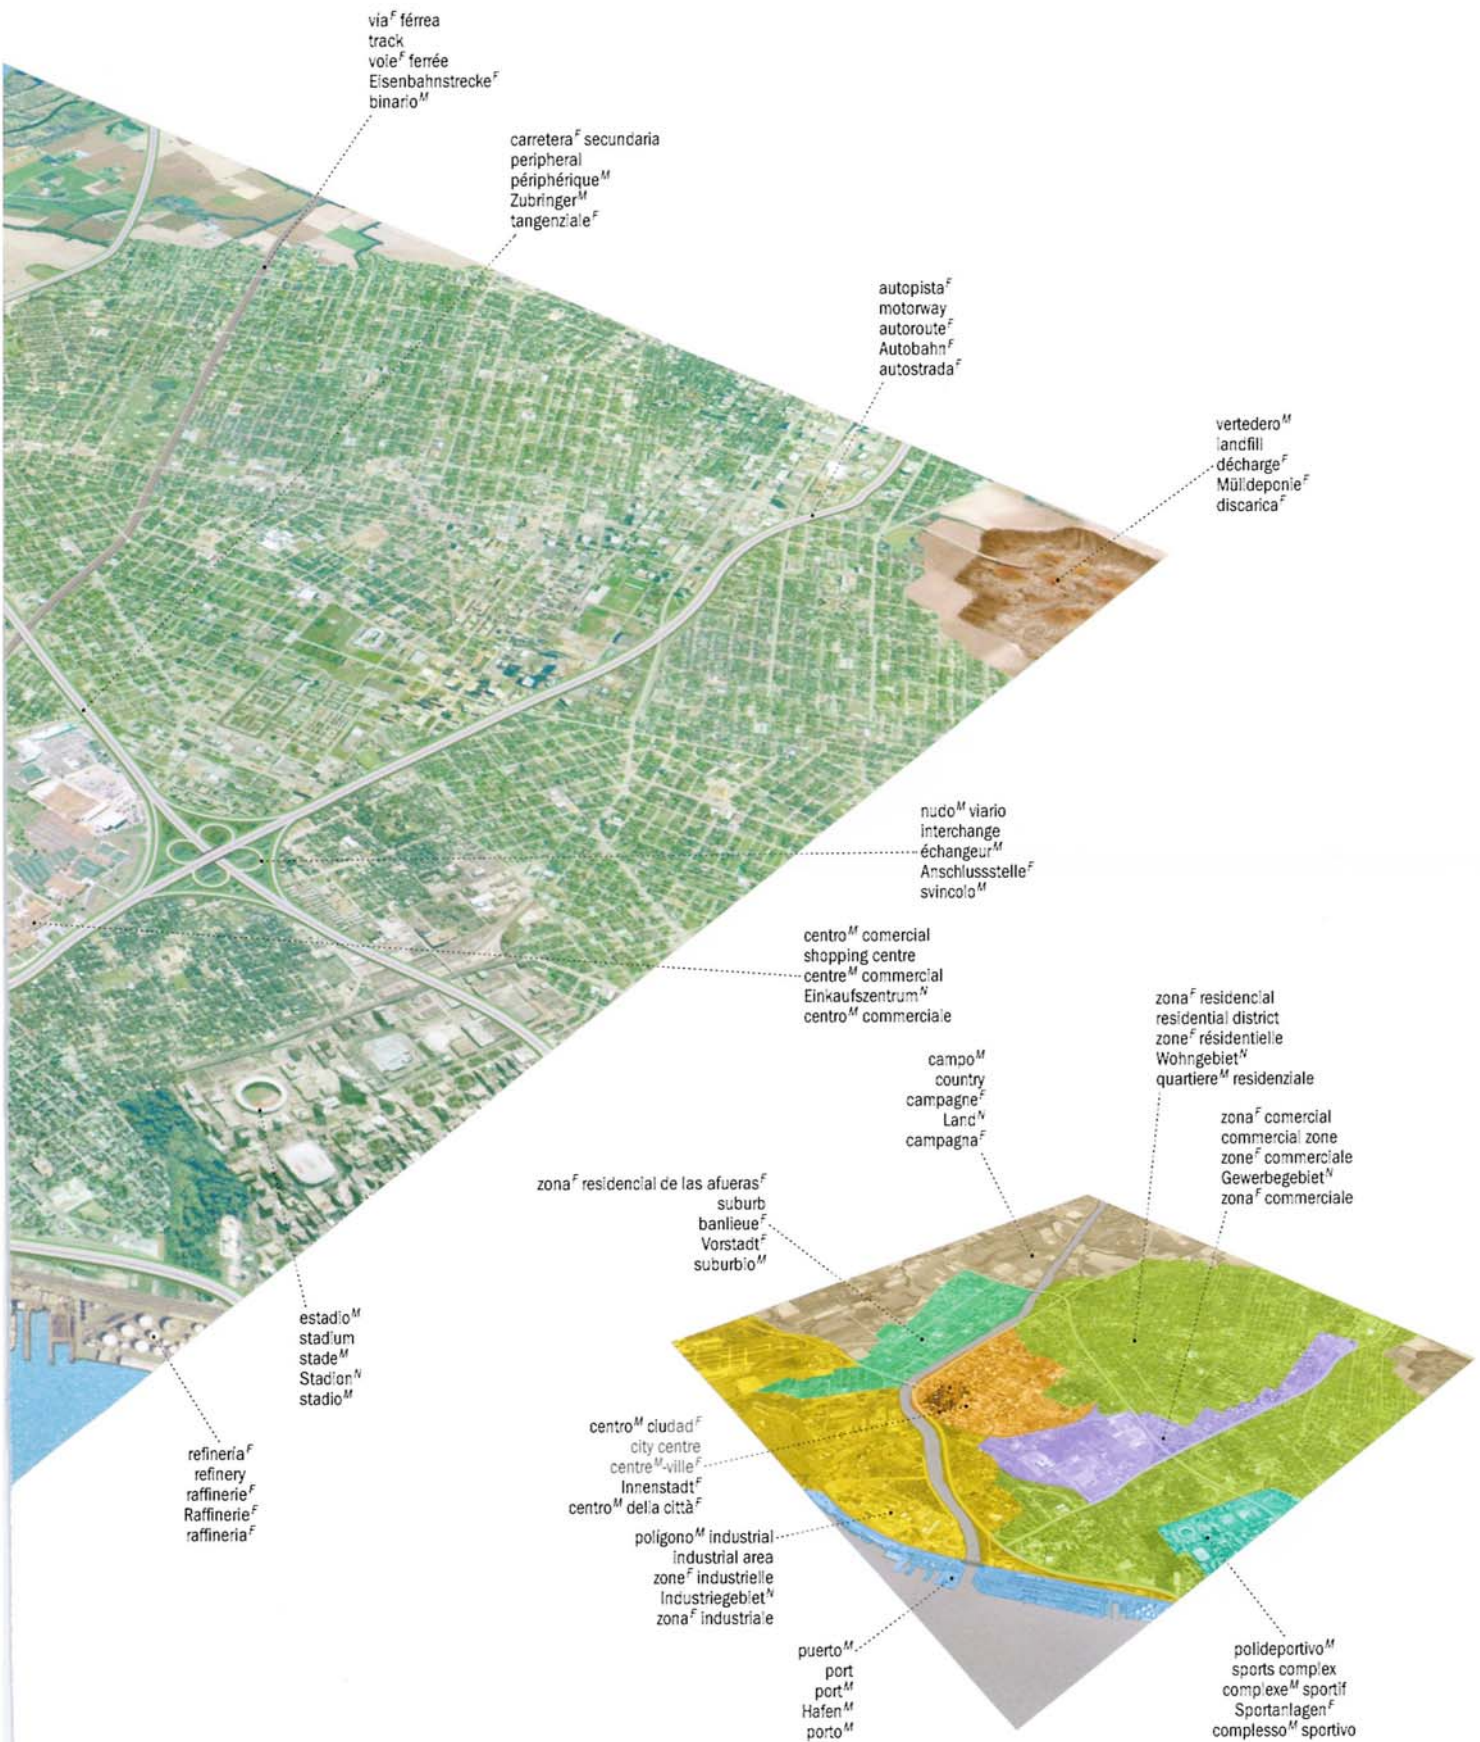 vía^F férrea
track
voie^F ferrée
Eisenbahnstrecke^F
binario^M
carretera^F secundaria
peripheral
périphérique^M
Zubringer^M
tangenziale^F
autopista^F
motorway
autoroute^F
Autobahn^F
autostrada^F
vertedero^M
landfill
décharge^F
Mülldeponie^F
discarica^F
nudo^M viario
interchange
échangeur^M
Anschlussstelle^F
svincolo^M
centro^M comercial
shopping centre
centre^M commercial
Einkaufszentrum^N
centro^M commerciale
zona^F residencial
residential district
zone^F résidentielle
Wohngebiet^N
quartiere^M residenziale
campo^M
country
campagne^F
Land^N
campagna^F
zona^F comercial
commercial zone
zone^F commerciale
Gewerbegebiet^N
zona^F commerciale
zona^F residencial de las afueras^F
suburb
banlieue^F
Vorstadt^F
suburbio^M
estadio^M
stadium
stade^M
Stadion^N
stadio^M
centro^M ciudad^F
city centre
centre^M-ville^F
Innenstadt^F
centro^M della città^F
refinería^F
refinery
raffinerie^F
Raffinerie^F
raffineria^F
polígono^M industrial
industrial area
zone^F industrielle
Industriegebiet^N
zona^F industriale
puerto^M
port
port^M
Hafen^M
porto^M
polideportivo^M
sports complex
complexe^M sportif
Sportanlagen^F
complesso^M sportivo